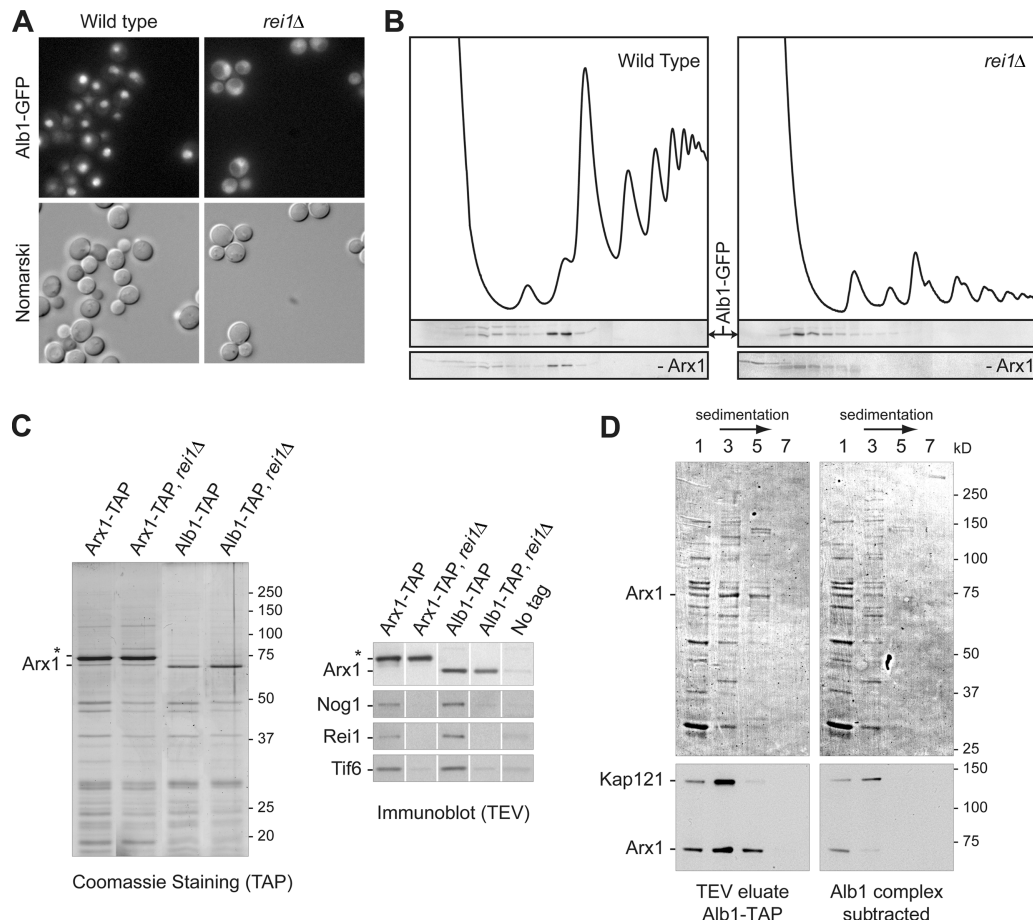 A
Wild type
rei1Δ
Alb1-GFP
Nomarski
B
Wild Type
rei1Δ
Alb1-GFP
- Arx1
- Arx1
C
Arx1-TAP
Arx1-TAP, rei1Δ
Alb1-TAP
Alb1-TAP, rei1Δ
250
150
100
*
75
Arx1
50
37
25
20
Coomassie Staining (TAP)
Arx1-TAP
Arx1-TAP, rei1Δ
Alb1-TAP
Alb1-TAP, rei1Δ
No tag
*
Arx1
Nog1
Rei1
Tif6
Immunoblot (TEV)
D
sedimentation
sedimentation
1 3 5 7
1 3 5 7 kD
250
150
100
Arx1
75
50
37
25
Kap121
150
100
Arx1
75
TEV eluate
Alb1-TAP
Alb1 complex
subtracted